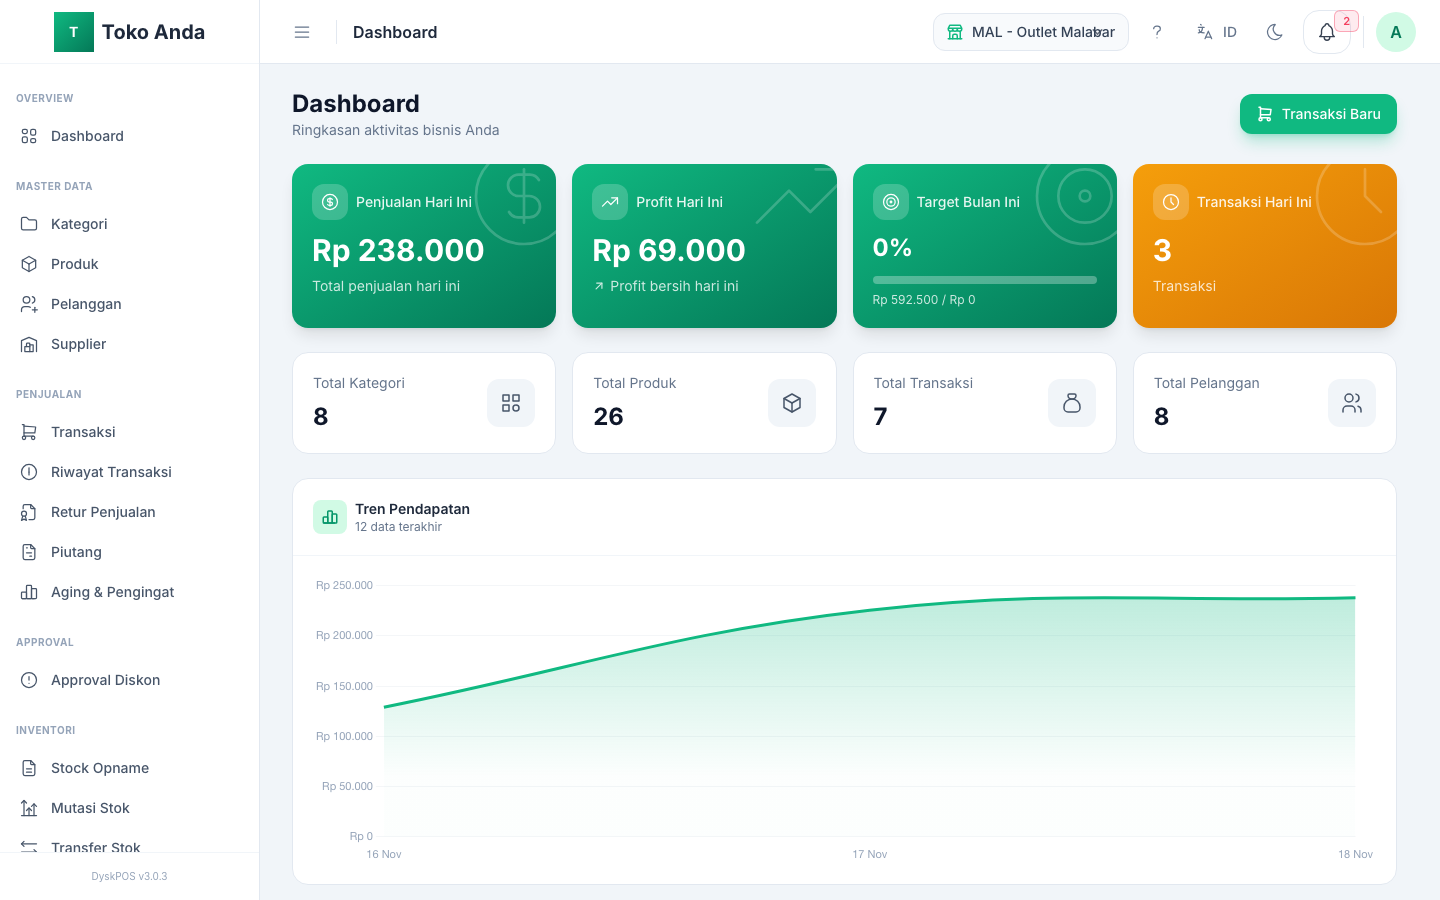 T
Toko Anda
OVERVIEW
Dashboard
MASTER DATA
Kategori
Produk
Pelanggan
Supplier
PENJUALAN
Transaksi
Riwayat Transaksi
Retur Penjualan
Piutang
Aging & Pengingat
APPROVAL
Approval Diskon
INVENTORI
Stock Opname
Mutasi Stok
Transfer Stok
DyskPOS v3.0.3
Dashboard
MAL - Outlet Malabar
?
ID
2
A
Dashboard
Ringkasan aktivitas bisnis Anda
Transaksi Baru
Penjualan Hari Ini
Rp 238.000
Total penjualan hari ini
Profit Hari Ini
Rp 69.000
Profit bersih hari ini
Target Bulan Ini
0%
Rp 592.500 / Rp 0
Transaksi Hari Ini
3
Transaksi
Total Kategori
8
Total Produk
26
Total Transaksi
7
Total Pelanggan
8
Tren Pendapatan
12 data terakhir
Rp 250.000
Rp 200.000
Rp 150.000
Rp 100.000
Rp 50.000
Rp 0
16 Nov
17 Nov
18 Nov